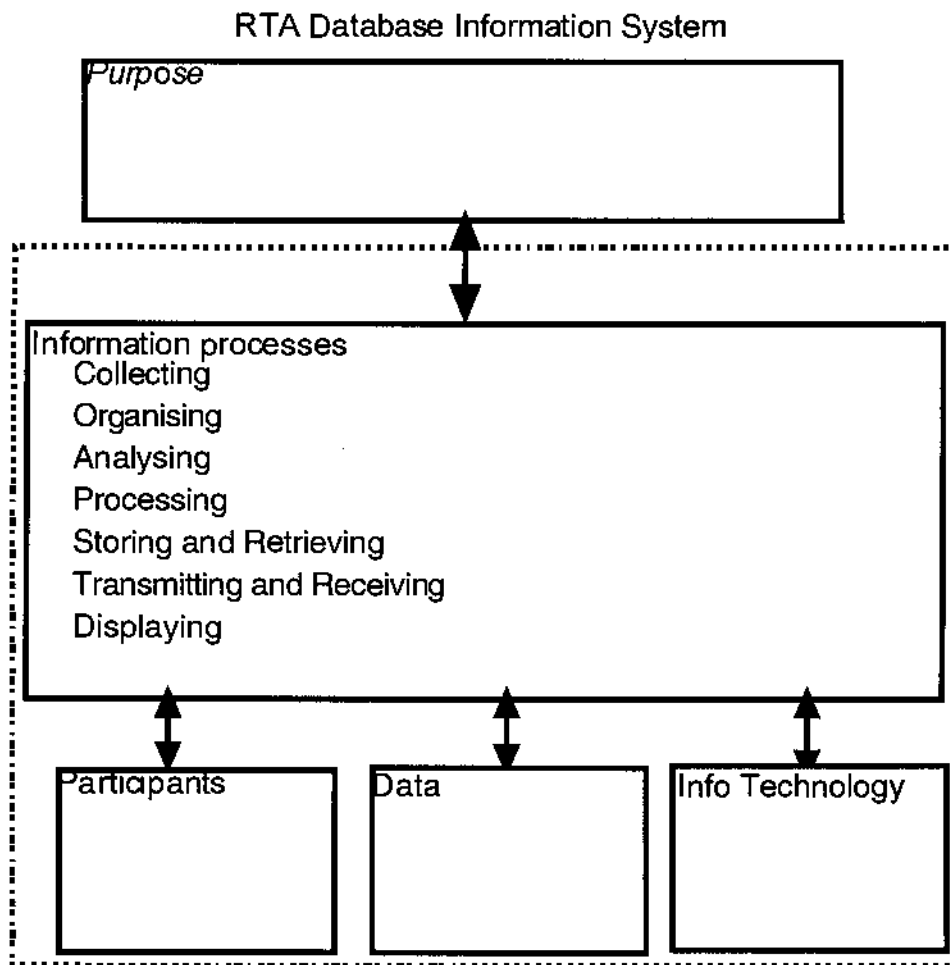 RTA Database Information System
Purpose
Information processes
Collecting
Organising
Analysing
Processing
Storing and Retrieving
Transmitting and Receiving
Displaying
Participants
Data
Info Technology